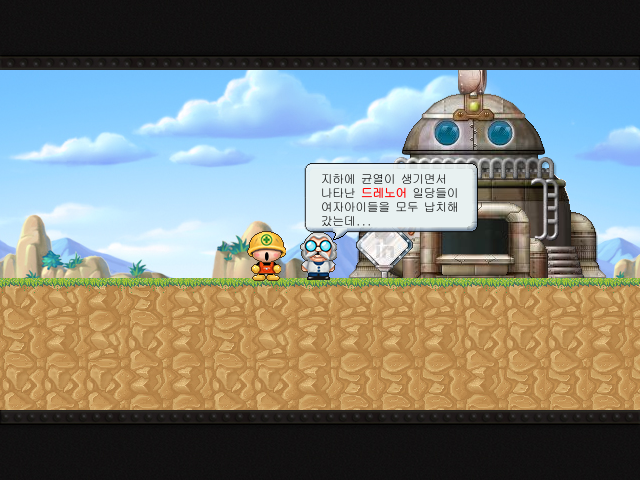 지하에 균열이 생기면서
나타난 드레노어 일당들이
여자아이들을 모두 납치해
갔는데...